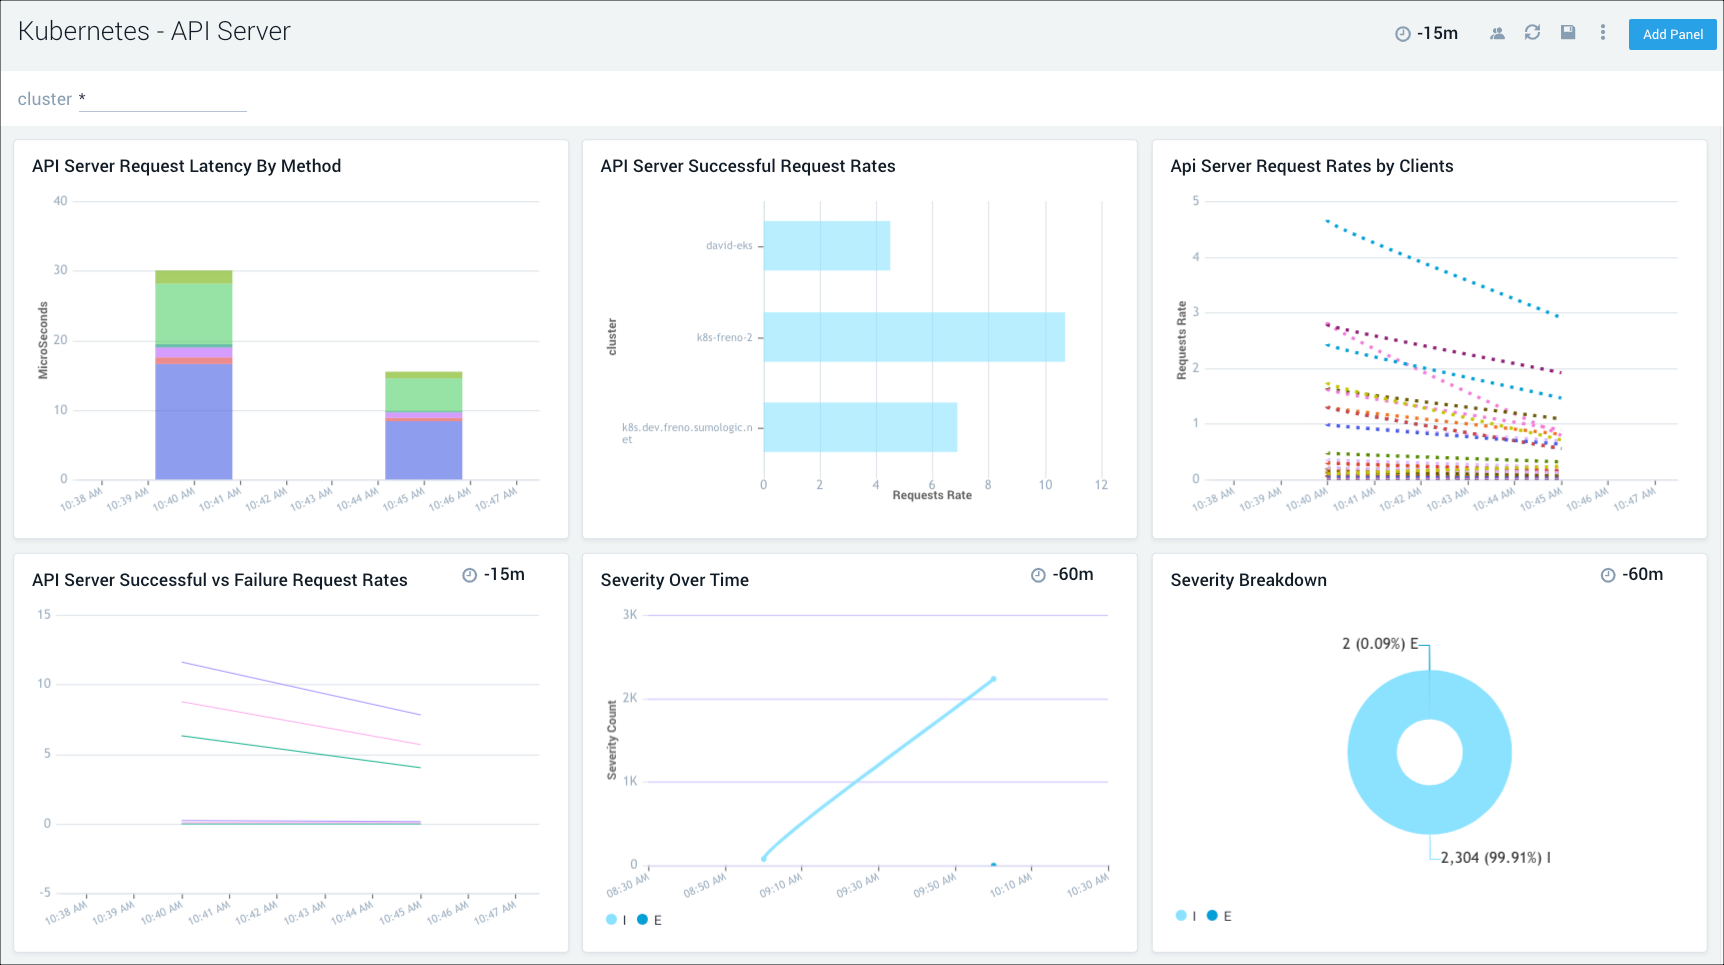 Kubernetes - API Server
-15m
Add Panel
cluster *
API Server Request Latency By Method
40
30
20
10
0
MicroSeconds
10:38 AM 10:39 AM 10:40 AM 10:41 AM 10:42 AM 10:43 AM 10:44 AM 10:45 AM 10:46 AM 10:47 AM
API Server Successful Request Rates
cluster
david-eks
k8s-freno-2
k8s.dev.freno.sumologic.n
et
0 2 4 6 8 10 12
Requests Rate
Api Server Request Rates by Clients
5
4
3
2
1
0
Requests Rate
10:38 AM 10:39 AM 10:40 AM 10:41 AM 10:42 AM 10:43 AM 10:44 AM 10:45 AM 10:46 AM 10:47 AM
API Server Successful vs Failure Request Rates
-15m
15
10
5
0
-5
10:38 AM 10:39 AM 10:40 AM 10:41 AM 10:42 AM 10:43 AM 10:44 AM 10:45 AM 10:46 AM 10:47 AM
Severity Over Time
-60m
3K
2K
1K
0
Severity Count
08:30 AM 08:50 AM 09:10 AM 09:30 AM 09:50 AM 10:10 AM 10:30 AM
I E
Severity Breakdown
-60m
2 (0.09%) E
2,304 (99.91%) I
I E